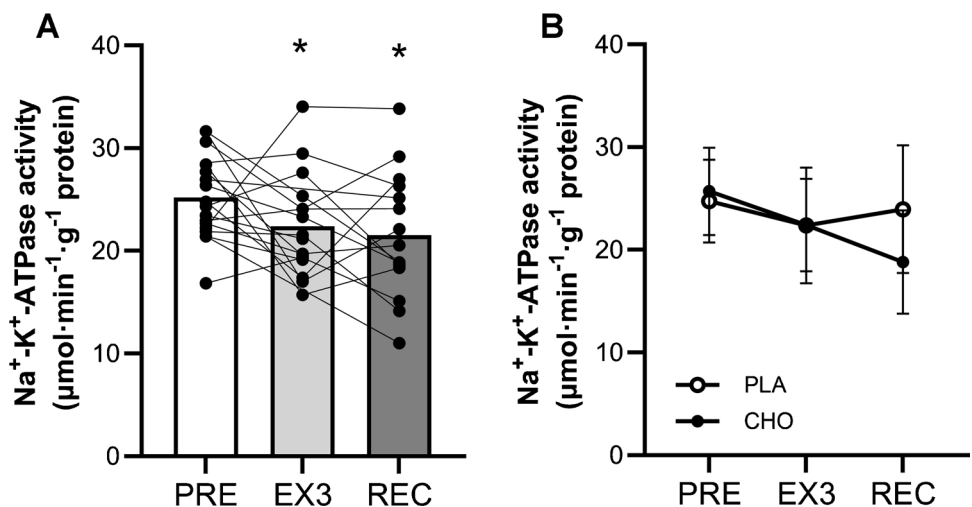 A
Na⁺-K⁺-ATPase activity
(µmol·min⁻¹·g⁻¹ protein)
40
30
20
10
0
*
*
PRE
EX3
REC
B
Na⁺-K⁺-ATPase activity
(µmol·min⁻¹·g⁻¹ protein)
40
30
20
10
0
PLA
CHO
PRE
EX3
REC